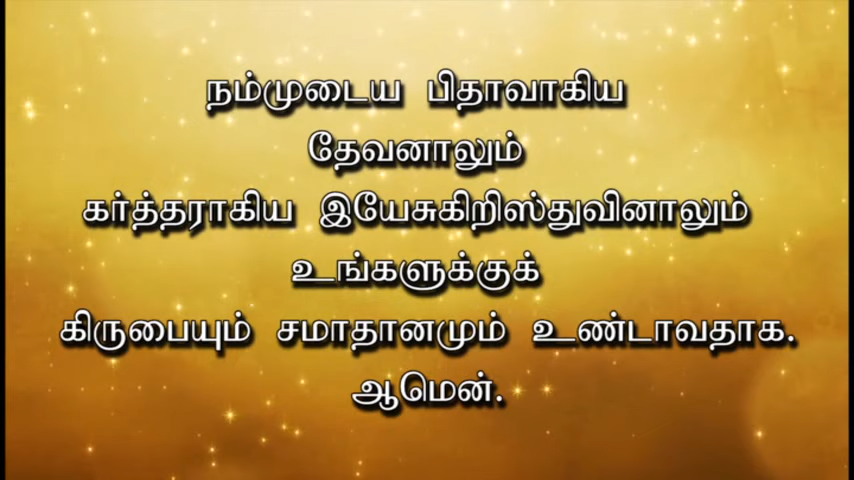 நம்முடைய பிதாவாகிய
தேவனாலும்
கர்த்தராகிய இயேசுகிறிஸ்துவினாலும்
உங்களுக்குக்
கிருபையும் சமாதானமும் உண்டாவதாக.
ஆமென்.